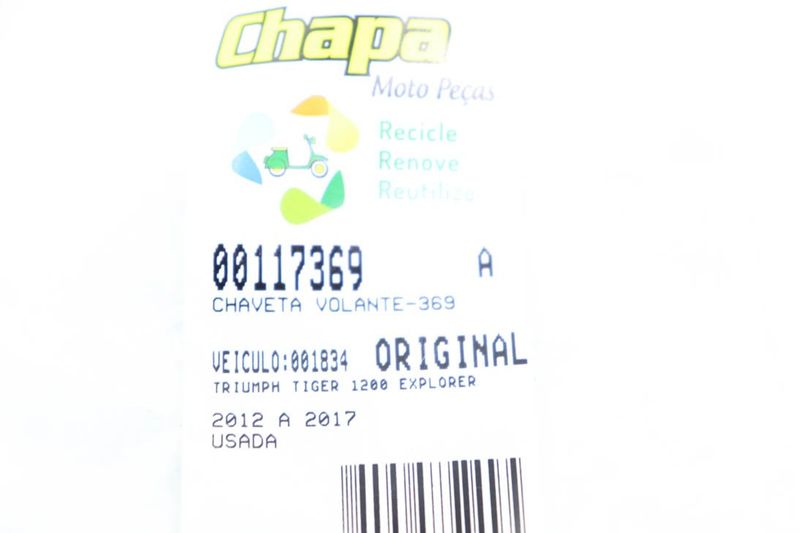 Chapa
Moto Peças
Recicle
Renove
Reutilize
00117369 A
CHAVETA VOLANTE-369
VEICULO:001834 ORIGINAL
TRIUMPH TIGER 1200 EXPLORER
2012 A 2017
USADA